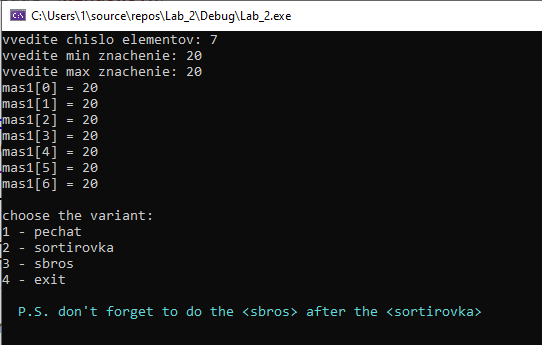 C:\Users\1\source\repos\Lab_2\Debug\Lab_2.exe
vvedite chislo elementov: 7
vvedite min znachenie: 20
vvedite max znachenie: 20
mas1[0] = 20
mas1[1] = 20
mas1[2] = 20
mas1[3] = 20
mas1[4] = 20
mas1[5] = 20
mas1[6] = 20
choose the variant:
1 - pechat
2 - sortirovka
3 - sbros
4 - exit
P.S. don't forget to do the <sbros> after the <sortirovka>